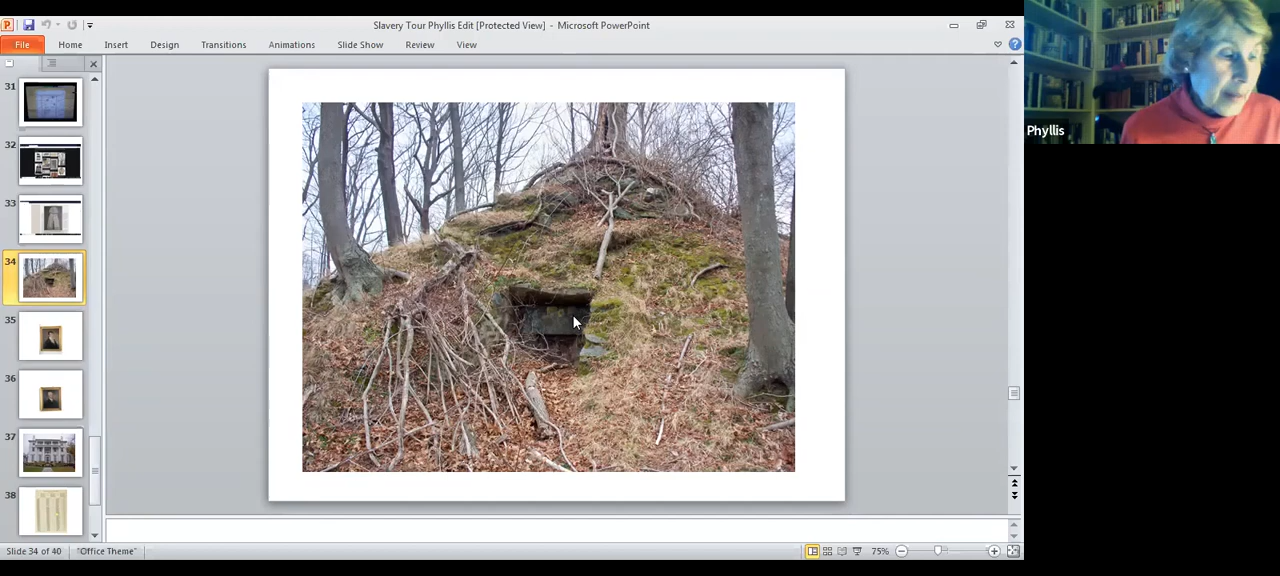 Slavery Tour Phyllis Edit [Protected View] - Microsoft PowerPoint
File Home Insert Design Transitions Animations Slide Show Review View
31
32
33
34
35
36
37
38
Phyllis
Slide 34 of 40 "Office Theme" 75%